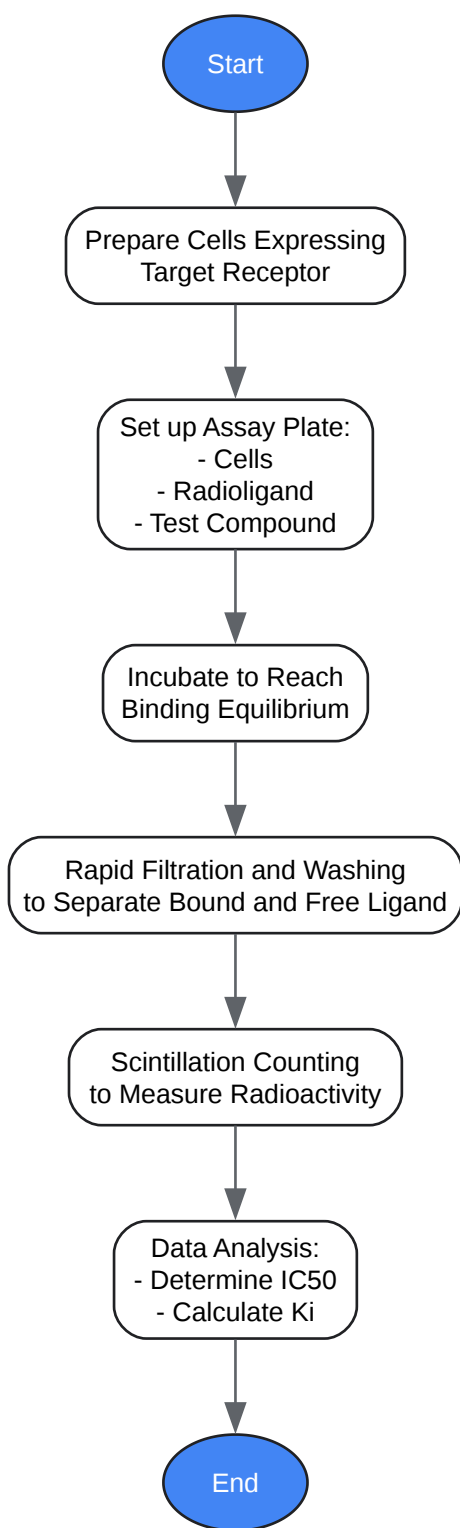 Start
Prepare Cells Expressing
Target Receptor
Set up Assay Plate:
- Cells
- Radioligand
- Test Compound
Incubate to Reach
Binding Equilibrium
Rapid Filtration and Washing
to Separate Bound and Free Ligand
Scintillation Counting
to Measure Radioactivity
Data Analysis:
- Determine IC50
- Calculate Ki
End